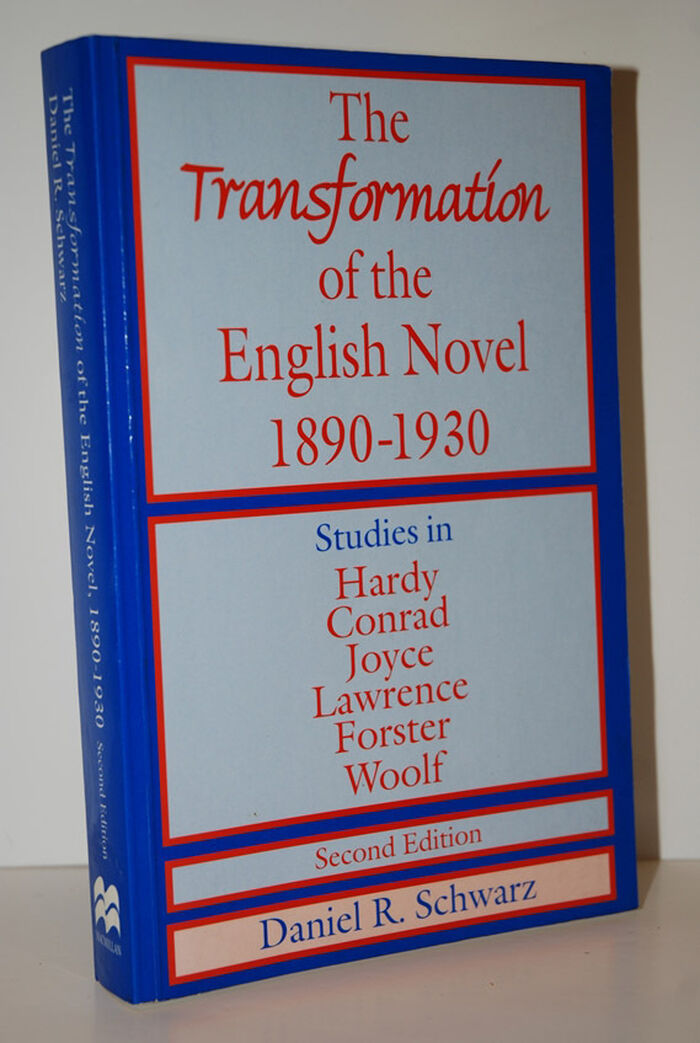 The
Transformation
of the
English Novel
1890-1930
Studies in
Hardy
Conrad
Joyce
Lawrence
Forster
Woolf
Second Edition
Daniel R. Schwarz
The Transformation of the English Novel, 1890-1930 Second Edition
Daniel R. Schwarz
MACMILLAN